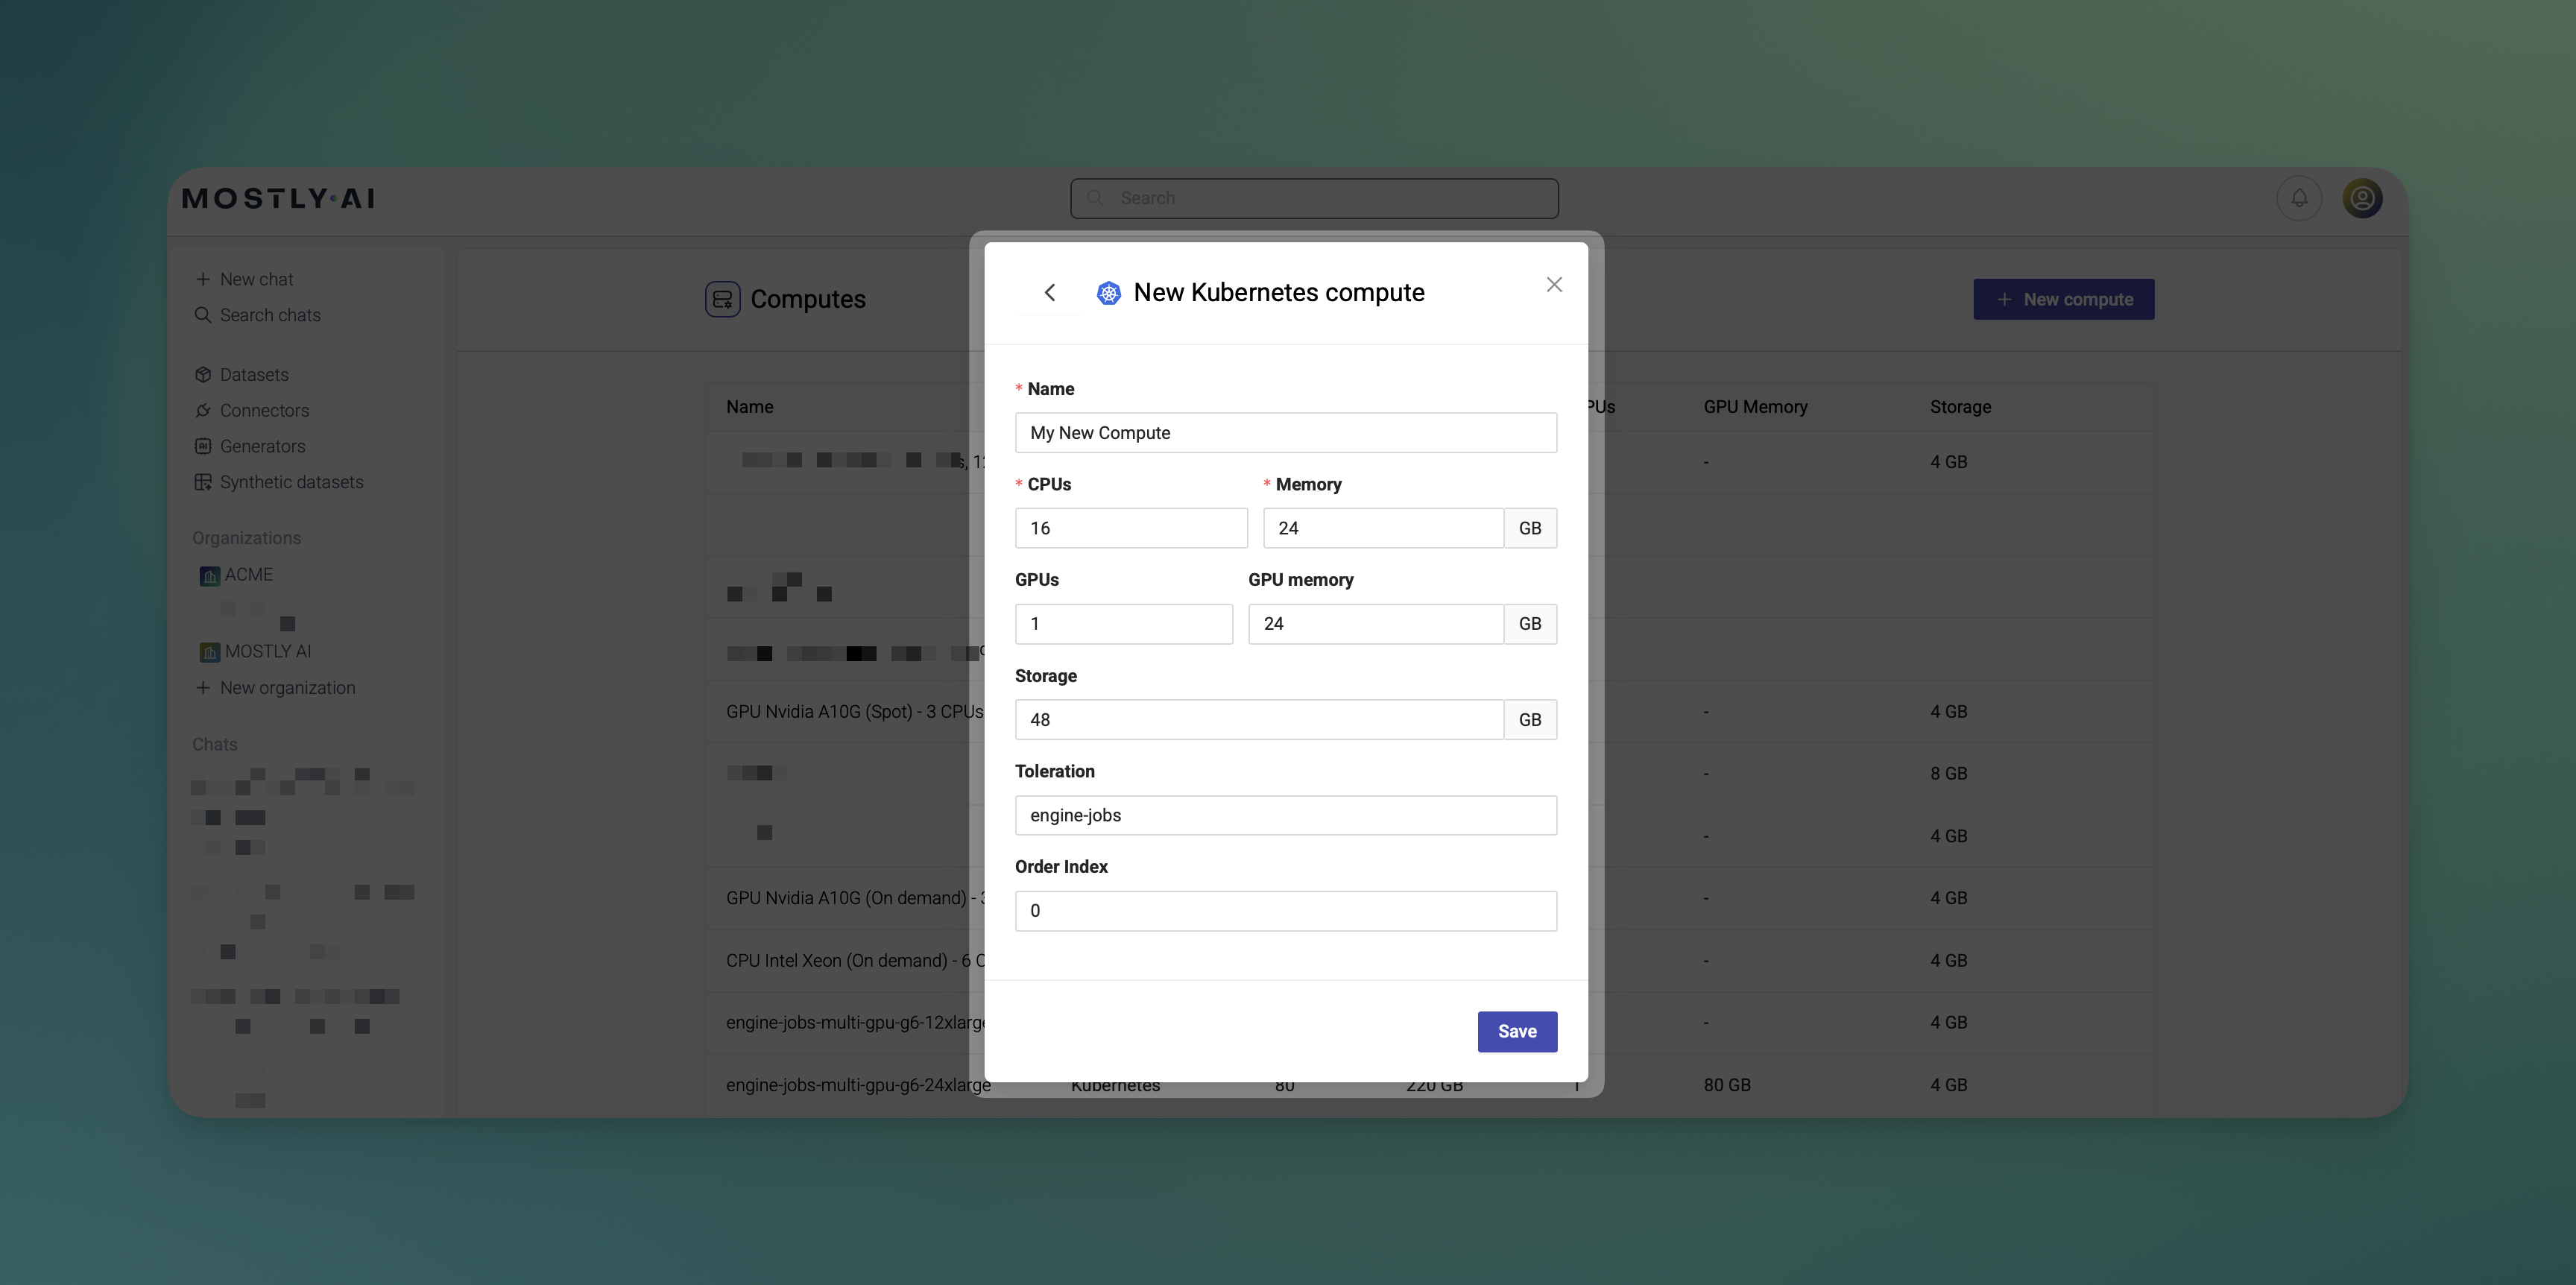 MOSTLY·AI
Search
New chat
Search chats
Datasets
Connectors
Generators
Synthetic datasets
Organizations
ACME
MOSTLY AI
New organization
Chats
Computes
New compute
Name
PUs GPU Memory Storage
- 4 GB
GPU Nvidia A10G (Spot) - 3 CPUs
- 4 GB
- 8 GB
- 4 GB
GPU Nvidia A10G (On demand) -
- 4 GB
CPU Intel Xeon (On demand) - 6
- 4 GB
engine-jobs-multi-gpu-g6-12xlarge
- 4 GB
engine-jobs-multi-gpu-g6-24xlarge Kubernetes 80 220 GB 1 80 GB 4 GB
New Kubernetes compute
* Name
My New Compute
* CPUs * Memory
16 24 GB
GPUs GPU memory
1 24 GB
Storage
48 GB
Toleration
engine-jobs
Order Index
0
Save